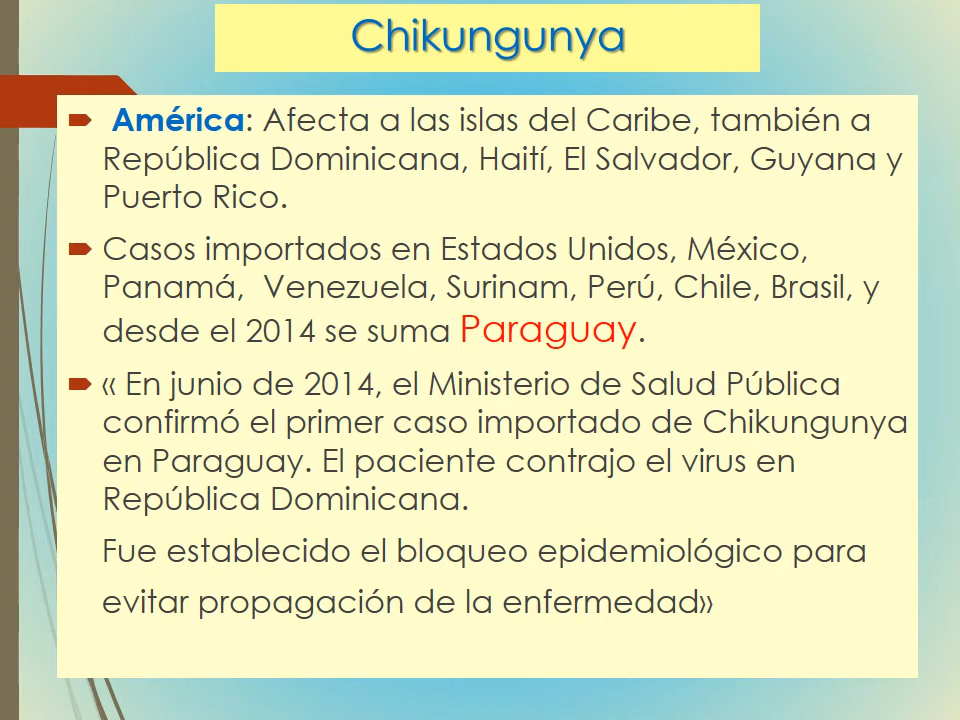 Chikungunya
América: Afecta a las islas del Caribe, también a
República Dominicana, Haití, El Salvador, Guyana y
Puerto Rico.
Casos importados en Estados Unidos, México,
Panamá, Venezuela, Surinam, Perú, Chile, Brasil, y
desde el 2014 se suma Paraguay.
« En junio de 2014, el Ministerio de Salud Pública
confirmó el primer caso importado de Chikungunya
en Paraguay. El paciente contrajo el virus en
República Dominicana.
Fue establecido el bloqueo epidemiológico para
evitar propagación de la enfermedad»